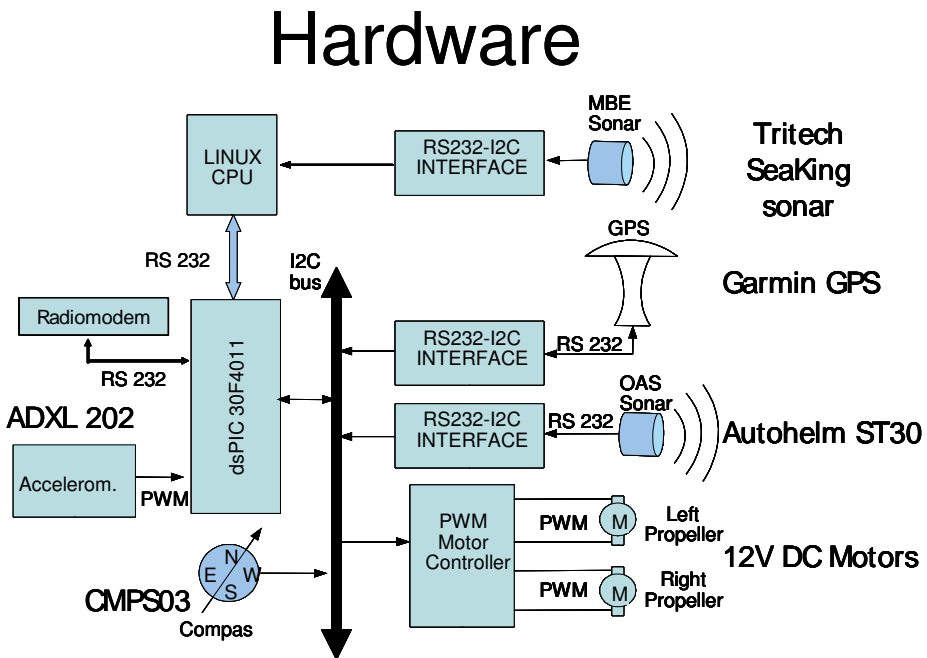 Hardware
MBE
Sonar
Tritech
SeaKing
sonar
LINUX
CPU
RS232-I2C
INTERFACE
GPS
RS 232
I2C
bus
Garmin GPS
Radiomodem
RS 232
dsPIC 30F4011
RS232-I2C
INTERFACE
RS 232
ADXL 202
RS232-I2C
INTERFACE
RS 232
OAS
Sonar
Autohelm ST30
Accelerom.
PWM
PWM
Motor
Controller
PWM
M
Left
Propeller
12V DC Motors
PWM
M
Right
Propeller
N
E W
S
CMPS03
Compas